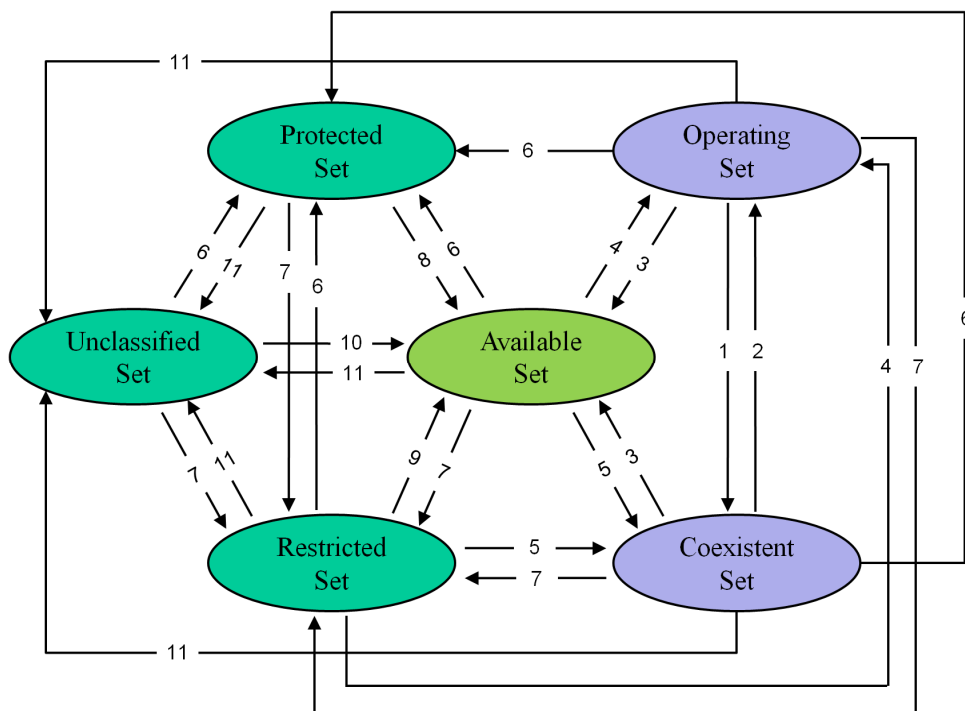 11
Protected
Set
Operating
Set
6
6
11
7
6
8
6
4
3
6
Unclassified
Set
10
11
Available
Set
1
2
4
7
7
11
9
7
5
3
Restricted
Set
5
7
Coexistent
Set
11